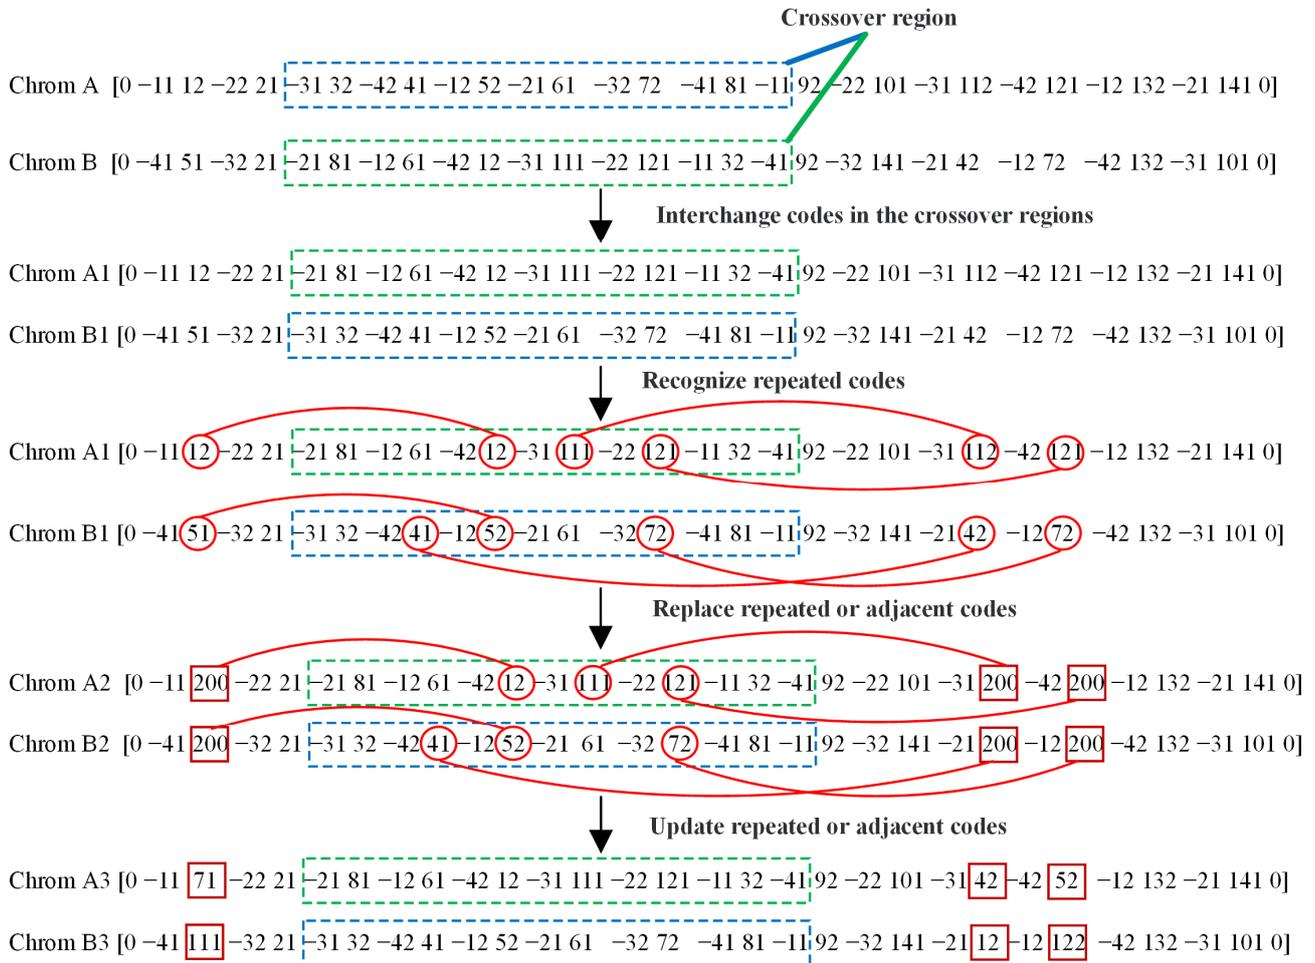 Crossover region
Chrom A [0 −11 12 −22 21 −31 32 −42 41 −12 52 −21 61 −32 72 −41 81 −11 92 −22 101 −31 112 −42 121 −12 132 −21 141 0]
Chrom B [0 −41 51 −32 21 −21 81 −12 61 −42 12 −31 111 −22 121 −11 32 −41 92 −32 141 −21 42 −12 72 −42 132 −31 101 0]
Interchange codes in the crossover regions
Chrom A1 [0 −11 12 −22 21 −21 81 −12 61 −42 12 −31 111 −22 121 −11 32 −41 92 −22 101 −31 112 −42 121 −12 132 −21 141 0]
Chrom B1 [0 −41 51 −32 21 −31 32 −42 41 −12 52 −21 61 −32 72 −41 81 −11 92 −32 141 −21 42 −12 72 −42 132 −31 101 0]
Recognize repeated codes
Chrom A1 [0 −11 12 −22 21 −21 81 −12 61 −42 12 −31 111 −22 121 −11 32 −41 92 −22 101 −31 112 −42 121 −12 132 −21 141 0]
Chrom B1 [0 −41 51 −32 21 −31 32 −42 41 −12 52 −21 61 −32 72 −41 81 −11 92 −32 141 −21 42 −12 72 −42 132 −31 101 0]
Replace repeated or adjacent codes
Chrom A2 [0 −11 200 −22 21 −21 81 −12 61 −42 12 −31 111 −22 121 −11 32 −41 92 −22 101 −31 200 −42 200 −12 132 −21 141 0]
Chrom B2 [0 −41 200 −32 21 −31 32 −42 41 −12 52 −21 61 −32 72 −41 81 −11 92 −32 141 −21 200 −12 200 −42 132 −31 101 0]
Update repeated or adjacent codes
Chrom A3 [0 −11 71 −22 21 −21 81 −12 61 −42 12 −31 111 −22 121 −11 32 −41 92 −22 101 −31 42 −42 52 −12 132 −21 141 0]
Chrom B3 [0 −41 111 −32 21 −31 32 −42 41 −12 52 −21 61 −32 72 −41 81 −11 92 −32 141 −21 12 −12 122 −42 132 −31 101 0]